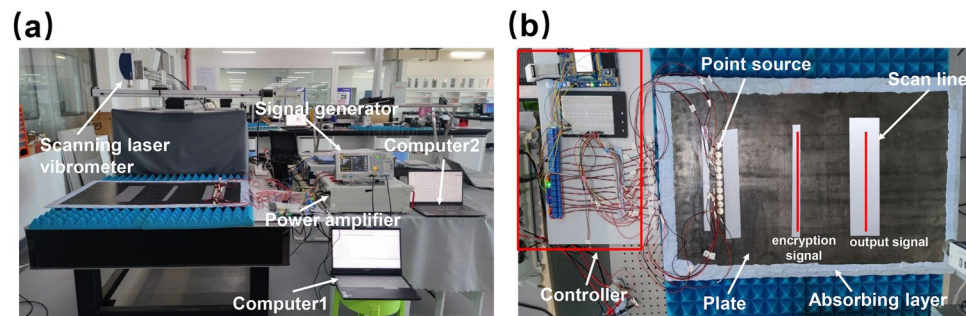 (a)
Signal generator
Computer2
Scanning laser
vibrometer
Power amplifier
Computer1
(b)
Point source
Scan line
encryption
signal
output signal
Controller
Plate
Absorbing layer